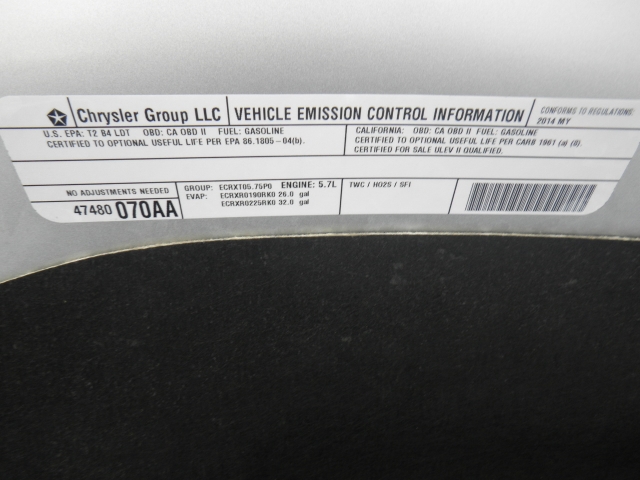 Chrysler Group LLC
VEHICLE EMISSION CONTROL INFORMATION
CONFORMS TO REGULATIONS:
2014 MY
U.S. EPA: T2 B4 LDT OBD: CA OBD II FUEL: GASOLINE
CERTIFIED TO OPTIONAL USEFUL LIFE PER EPA 86.1805-04(b).
CALIFORNIA: OBD: CA OBD II FUEL: GASOLINE
CERTIFIED TO OPTIONAL USEFUL LIFE PER CARB 1961 (a) (8).
CERTIFIED FOR SALE ULEV II QUALIFIED.
NO ADJUSTMENTS NEEDED
47480 070AA
GROUP: ECRXT05.75P0 ENGINE: 5.7L
EVAP: ECRXR0190RK0 26.0 gal
ECRXR0225RK0 32.0 gal
TWC / HO2S / SFI